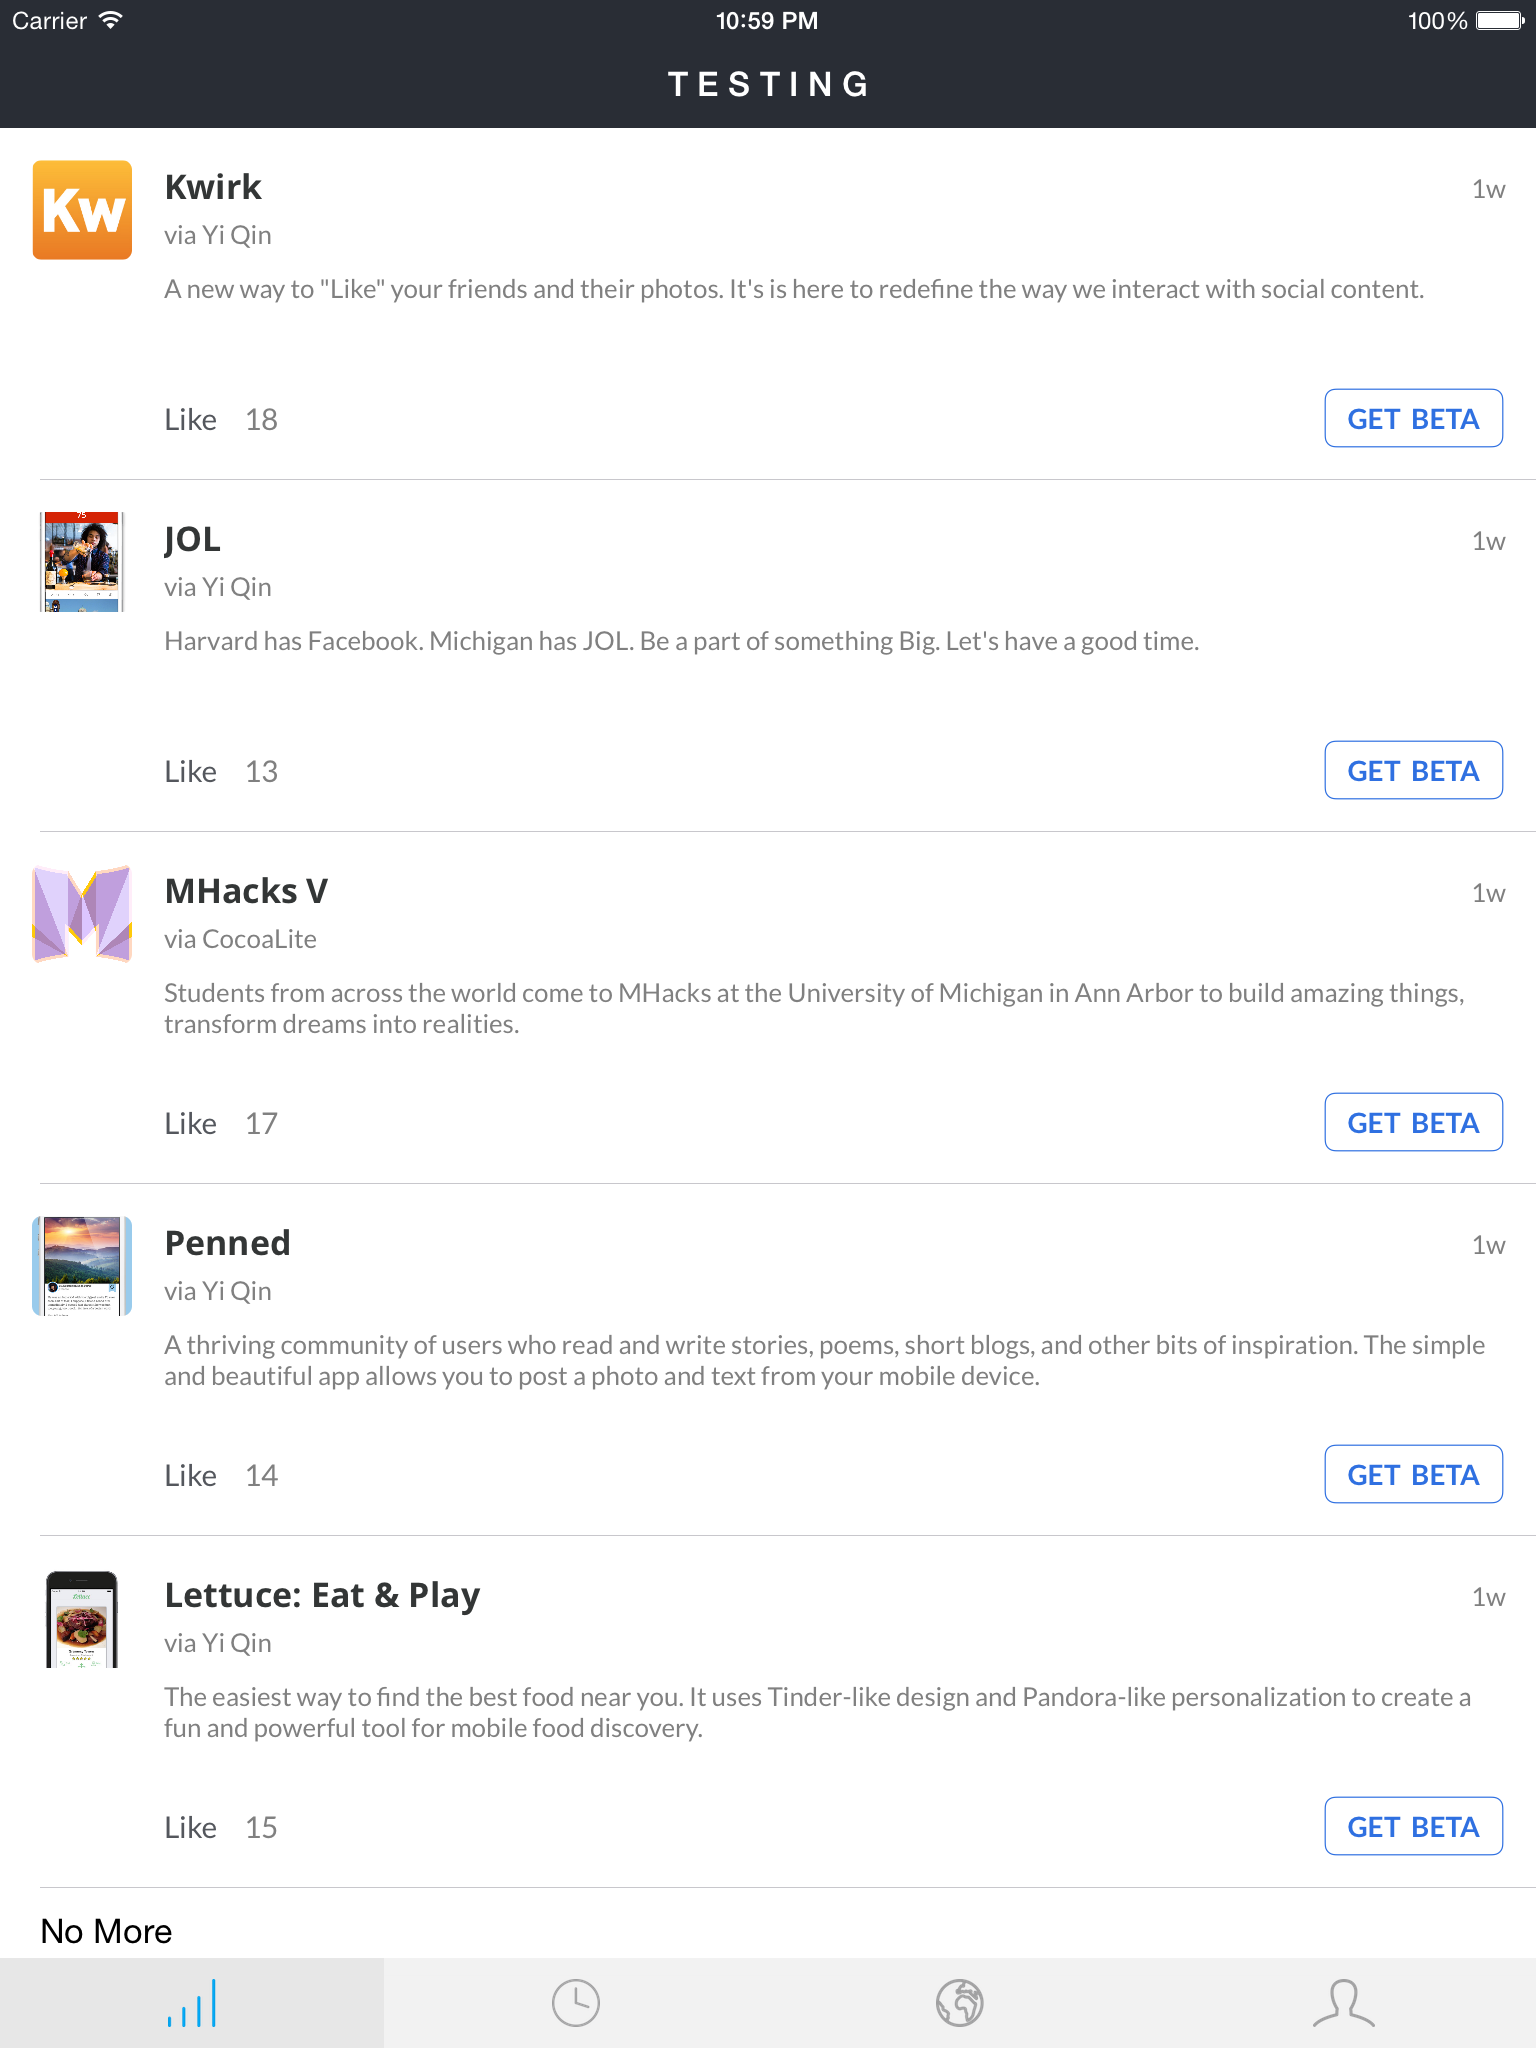 Carrier 10:59 PM 100%
TESTING
Kw
Kwirk 1w
via Yi Qin
A new way to "Like" your friends and their photos. It's is here to redefine the way we interact with social content.
Like 18 GET BETA
75
JOL 1w
via Yi Qin
Harvard has Facebook. Michigan has JOL. Be a part of something Big. Let's have a good time.
Like 13 GET BETA
MHacks V 1w
via CocoaLite
Students from across the world come to MHacks at the University of Michigan in Ann Arbor to build amazing things,
transform dreams into realities.
Like 17 GET BETA
Penned 1w
via Yi Qin
A thriving community of users who read and write stories, poems, short blogs, and other bits of inspiration. The simple
and beautiful app allows you to post a photo and text from your mobile device.
Like 14 GET BETA
Lettuce: Eat & Play 1w
via Yi Qin
The easiest way to find the best food near you. It uses Tinder-like design and Pandora-like personalization to create a
fun and powerful tool for mobile food discovery.
Like 15 GET BETA
No More